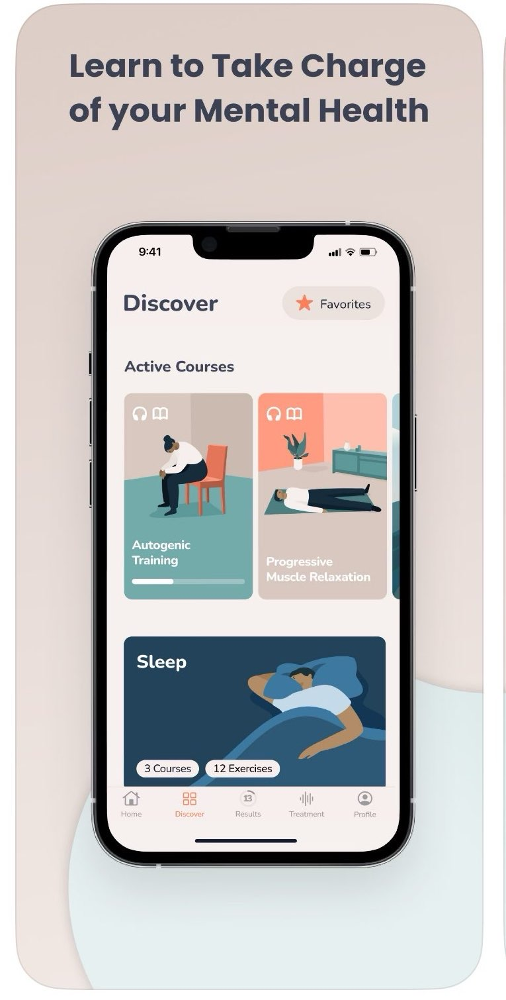 Learn to Take Charge
of your Mental Health
9:41
Discover
Favorites
Active Courses
Autogenic
Training
Progressive
Muscle Relaxation
Sleep
3 Courses
12 Exercises
13
Home
Discover
Results
Treatment
Profile